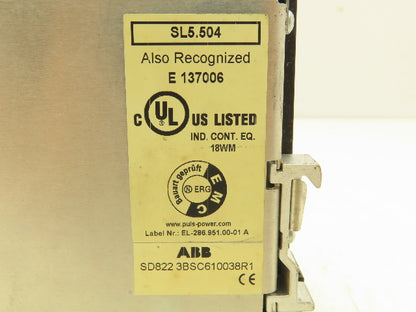 SL5.504
Also Recognized
E 137006
C UL US LISTED
IND. CONT. EQ.
18WM
Bauart geprüft
ERG
EMC
www.puls-power.com
Label Nr.: EL-286.951.00-01 A
ABB
SD822 3BSC610038R1
CE